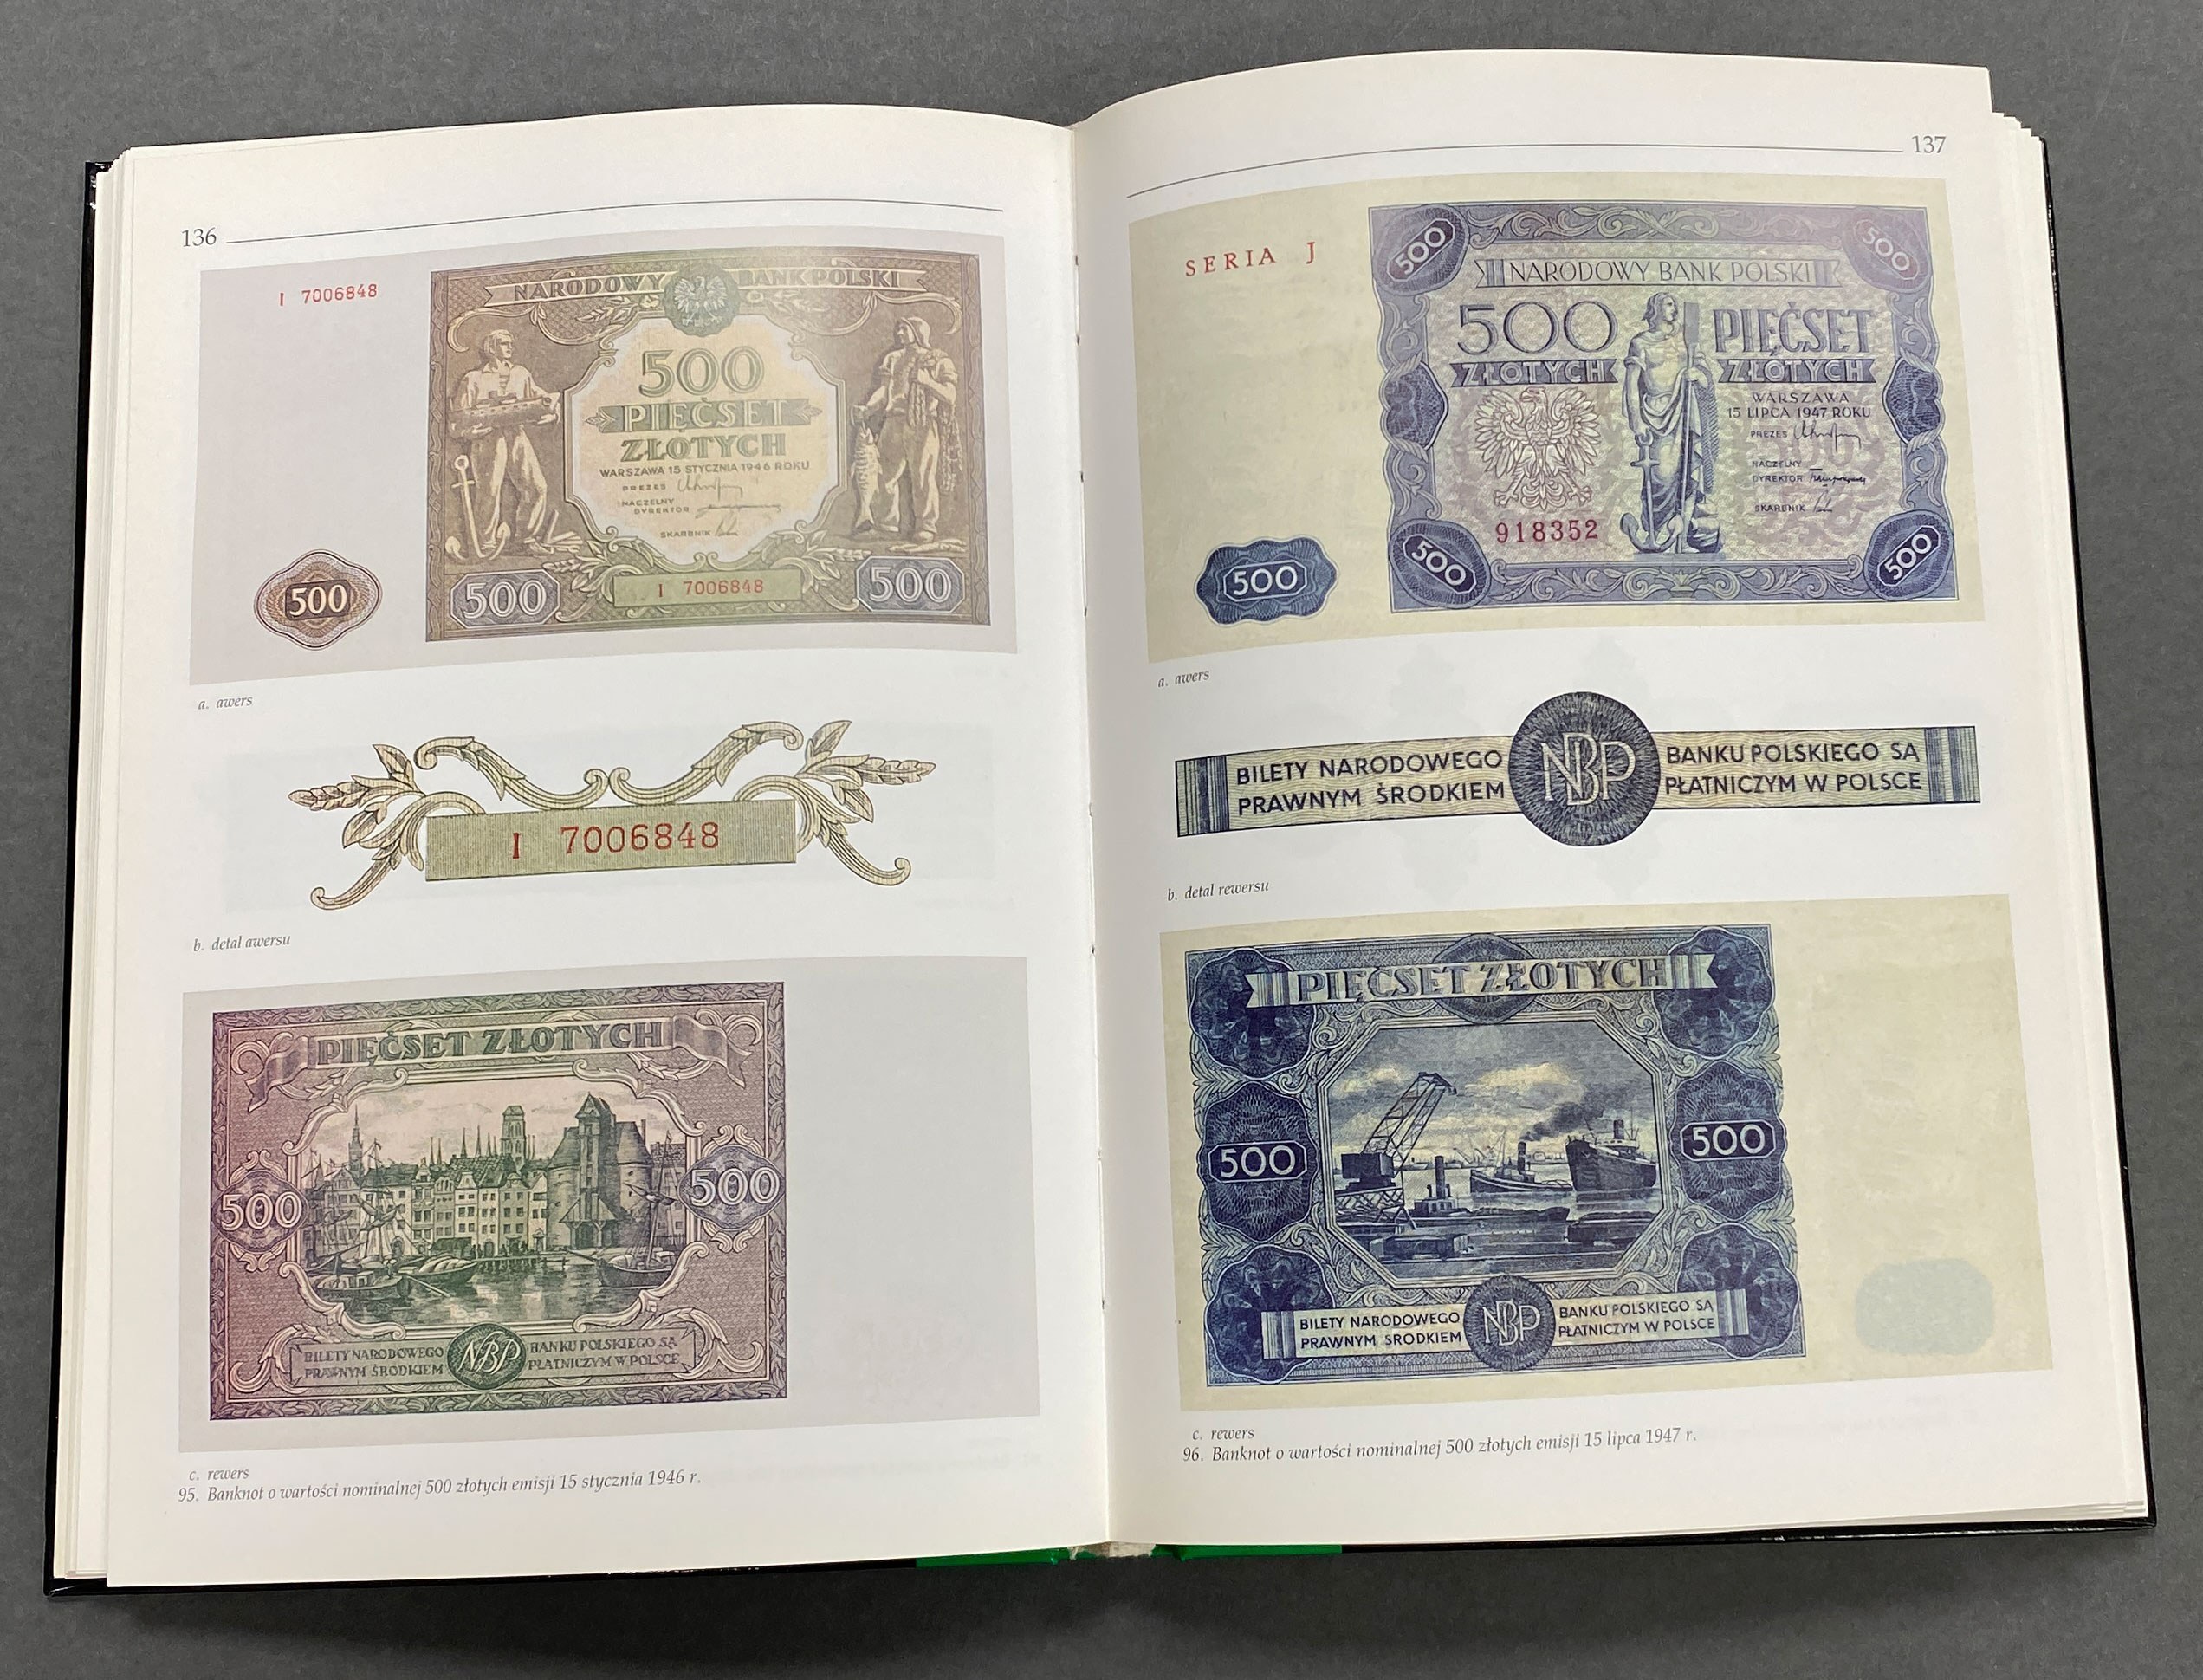 136
I 7006848
NARODOWY BANK POLSKI
500
PIĘĆSET
ZŁOTYCH
WARSZAWA 15 STYCZNIA 1946 ROKU
PREZES
NACZELNY
DYREKTOR
SKARBNIK
500
500
I 7006848
500
a. awers
I 7006848
b. detal awersu
PIĘĆSET ZŁOTYCH
500
500
BILETY NARODOWEGO
PRAWNYM ŚRODKIEM
NBP
BANKU POLSKIEGO SĄ
PŁATNICZYM W POLSCE
c. rewers
95. Banknot o wartości nominalnej 500 złotych emisji 15 stycznia 1946 r.
137
SERIA J
500
500
NARODOWY BANK POLSKI
500
ZŁOTYCH
PIĘĆSET
ZŁOTYCH
WARSZAWA
15 LIPCA 1947 ROKU
PREZES
NACZELNY
DYREKTOR
SKARBNIK
918352
500
500
500
a. awers
BILETY NARODOWEGO
PRAWNYM ŚRODKIEM
NBP
BANKU POLSKIEGO SĄ
PŁATNICZYM W POLSCE
b. detal rewersu
PIĘĆSET ZŁOTYCH
500
500
BILETY NARODOWEGO
PRAWNYM ŚRODKIEM
NBP
BANKU POLSKIEGO SĄ
PŁATNICZYM W POLSCE
c. rewers
96. Banknot o wartości nominalnej 500 złotych emisji 15 lipca 1947 r.